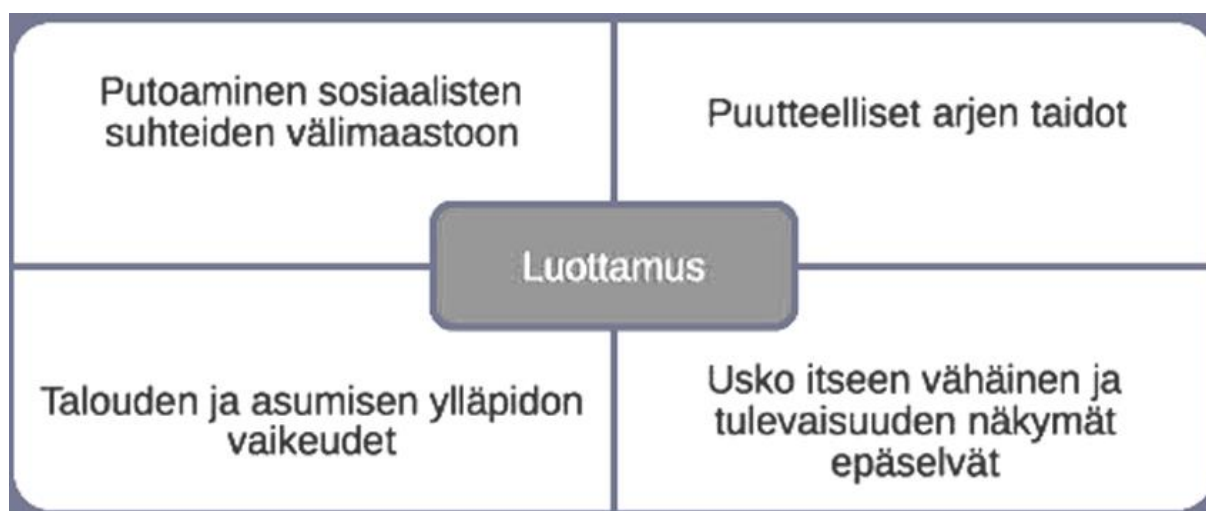 Putoaminen sosiaalisten
suhteiden välimaastoon
Puutteelliset arjen taidot
Luottamus
Talouden ja asumisen ylläpidon
vaikeudet
Usko itseen vähäinen ja
tulevaisuuden näkymät
epäselvät